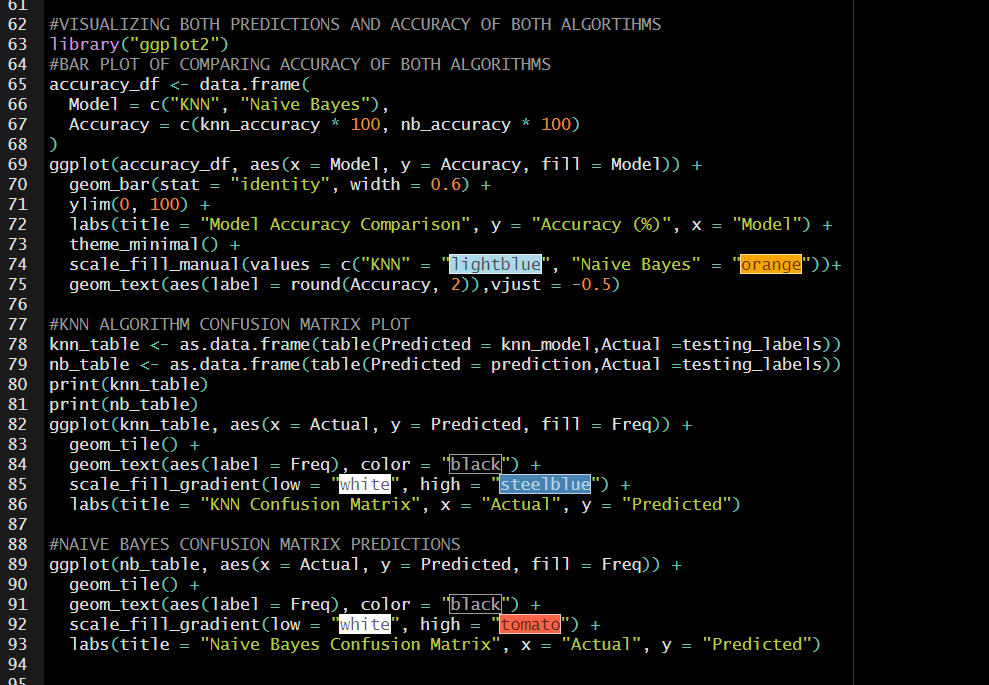 61
62 #VISUALIZING BOTH PREDICTIONS AND ACCURACY OF BOTH ALGORTIHMS
63 library("ggplot2")
64 #BAR PLOT OF COMPARING ACCURACY OF BOTH ALGORITHMS
65 accuracy_df <- data.frame(
66   Model = c("KNN", "Naive Bayes"),
67   Accuracy = c(knn_accuracy * 100, nb_accuracy * 100)
68 )
69 ggplot(accuracy_df, aes(x = Model, y = Accuracy, fill = Model)) +
70   geom_bar(stat = "identity", width = 0.6) +
71   ylim(0, 100) +
72   labs(title = "Model Accuracy Comparison", y = "Accuracy (%)", x = "Model") +
73   theme_minimal() +
74   scale_fill_manual(values = c("KNN" = "lightblue", "Naive Bayes" = "orange"))+
75   geom_text(aes(label = round(Accuracy, 2)),vjust = -0.5)
76
77 #KNN ALGORITHM CONFUSION MATRIX PLOT
78 knn_table <- as.data.frame(table(Predicted = knn_model,Actual =testing_labels))
79 nb_table <- as.data.frame(table(Predicted = prediction,Actual =testing_labels))
80 print(knn_table)
81 print(nb_table)
82 ggplot(knn_table, aes(x = Actual, y = Predicted, fill = Freq)) +
83   geom_tile() +
84   geom_text(aes(label = Freq), color = "black") +
85   scale_fill_gradient(low = "white", high = "steelblue") +
86   labs(title = "KNN Confusion Matrix", x = "Actual", y = "Predicted")
87
88 #NAIVE BAYES CONFUSION MATRIX PREDICTIONS
89 ggplot(nb_table, aes(x = Actual, y = Predicted, fill = Freq)) +
90   geom_tile() +
91   geom_text(aes(label = Freq), color = "black") +
92   scale_fill_gradient(low = "white", high = "tomato") +
93   labs(title = "Naive Bayes Confusion Matrix", x = "Actual", y = "Predicted")
94
95